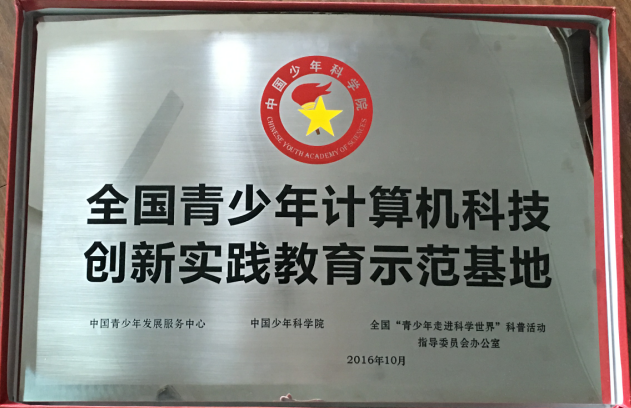 中国少年科学院
CHINESE YOUTH ACADEMY OF SCIENCES
全国青少年计算机科技
创新实践教育示范基地
中国青少年发展服务中心 中国少年科学院 全国“青少年走进科学世界”科普活动
指导委员会办公室
2016年10月